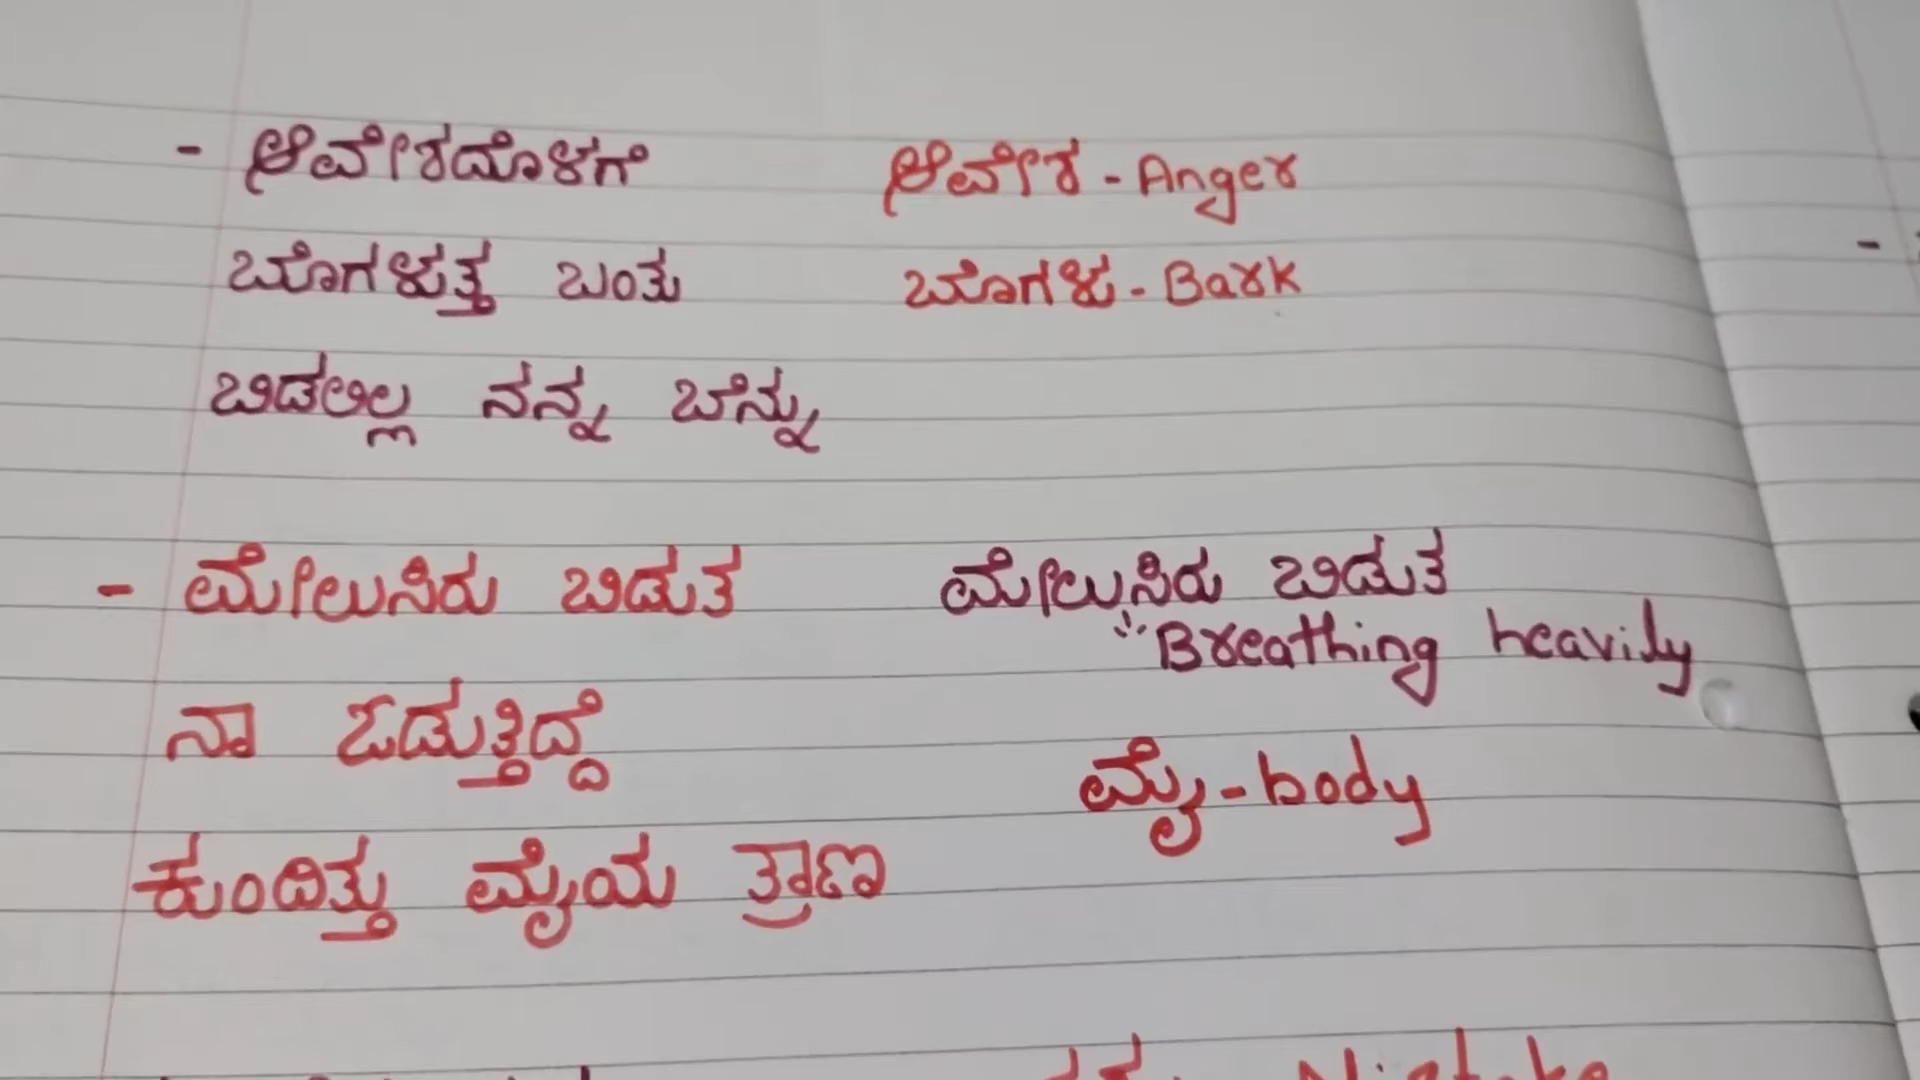 - ಆವೇಶದೊಳಗೆ
ಆವೇಶ - Anger
ಬೊಗಳುತ್ತ ಬಂತು
ಬೊಗಳು - Bark
ಬಿಡಲಿಲ್ಲ ನನ್ನ ಬೆನ್ನು
- ಮೇಲುಸಿರು ಬಿಡುತ
ಮೇಲುಸಿರು ಬಿಡುತ
Breathing heavily
ನಾ ಓಡುತ್ತಿದ್ದೆ
ಮೈ - body
ಕುಂದಿತ್ತು ಮೈಯ ತ್ರಾಣ